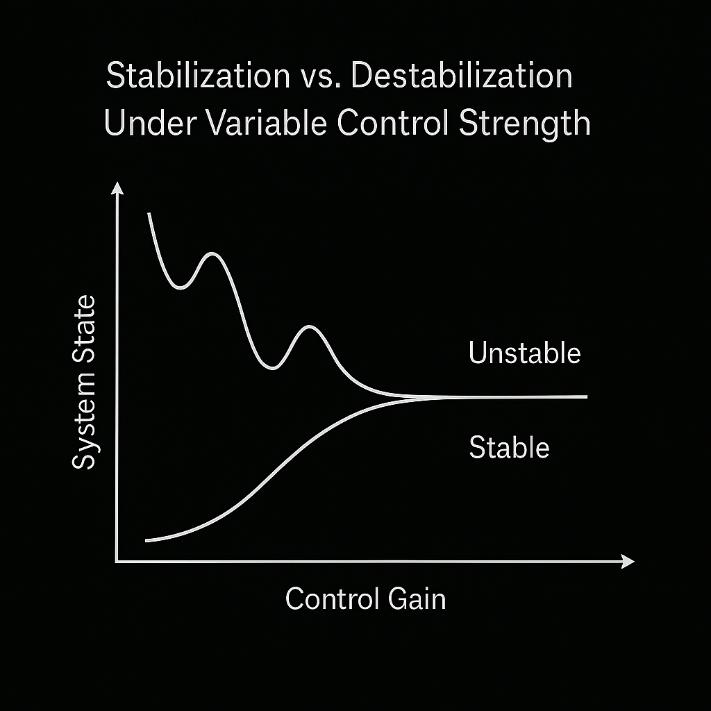 Stabilization vs. Destabilization
Under Variable Control Strength
System State
Unstable
Stable
Control Gain